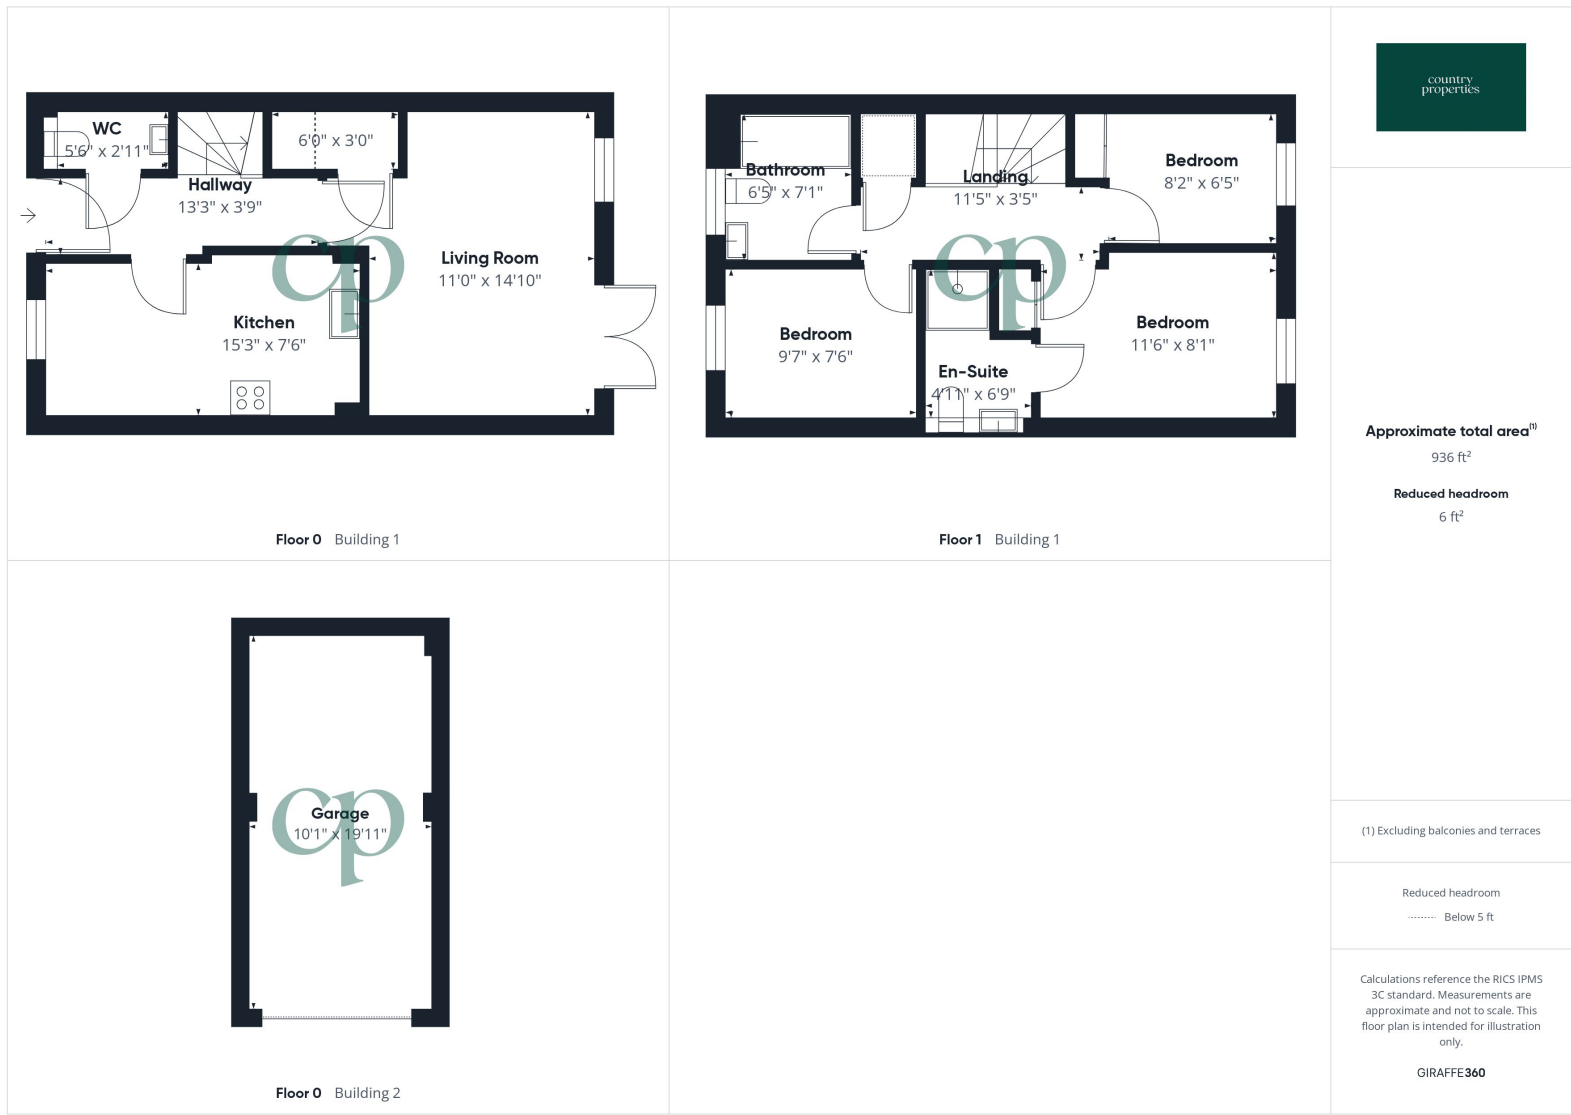 WC
5'6" x 2'11"
6'0" x 3'0"
Hallway
13'3" x 3'9"
Living Room
11'0" x 14'10"
Kitchen
15'3" x 7'6"
cp
Floor 0 Building 1
Bathroom
6'5" x 7'1"
Landing
11'5" x 3'5"
Bedroom
8'2" x 6'5"
Bedroom
9'7" x 7'6"
En-Suite
4'11" x 6'9"
Bedroom
11'6" x 8'1"
cp
Floor 1 Building 1
Garage
10'1" x 19'11"
cp
Floor 0 Building 2
country
properties
Approximate total area(1)
936 ft²
Reduced headroom
6 ft²
(1) Excluding balconies and terraces
Reduced headroom
Below 5 ft
Calculations reference the RICS IPMS
3C standard. Measurements are
approximate and not to scale. This
floor plan is intended for illustration
only.
GIRAFFE360